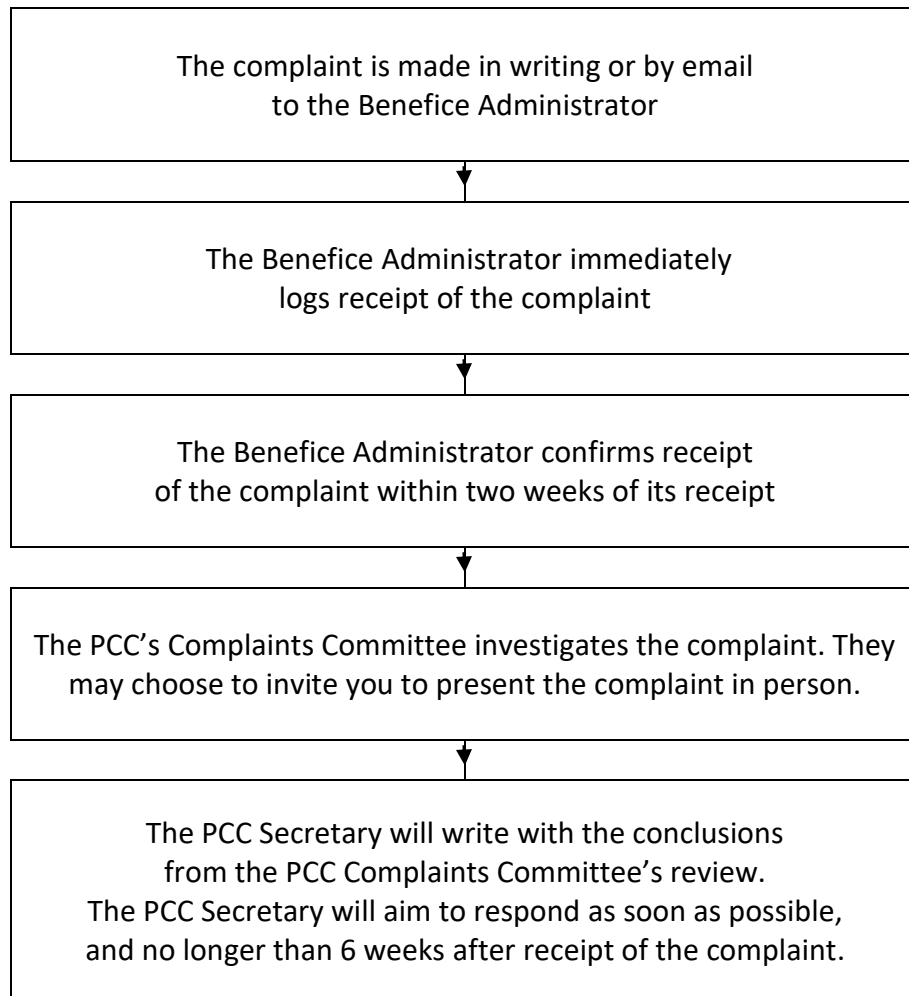 The complaint is made in writing or by email
to the Benefice Administrator
The Benefice Administrator immediately
logs receipt of the complaint
The Benefice Administrator confirms receipt
of the complaint within two weeks of its receipt
The PCC’s Complaints Committee investigates the complaint. They
may choose to invite you to present the complaint in person.
The PCC Secretary will write with the conclusions
from the PCC Complaints Committee’s review.
The PCC Secretary will aim to respond as soon as possible,
and no longer than 6 weeks after receipt of the complaint.